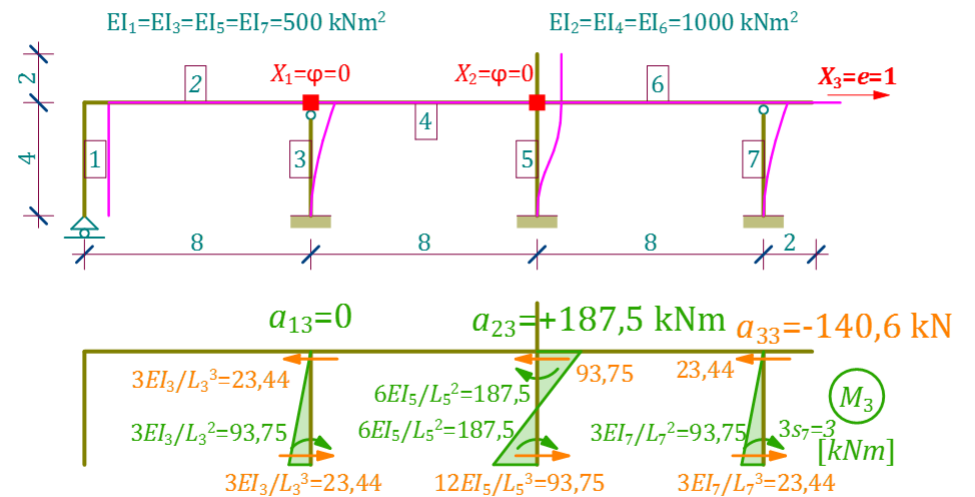 EI₁=EI₃=EI₅=EI₇=500 kNm² EI₂=EI₄=EI₆=1000 kNm²
2 2 X₁=φ=0 X₂=φ=0 6 X₃=e=1
4 1 3 4 5 7
8 8 8 2
a₁₃=0 a₂₃=+187,5 kNm a₃₃=-140,6 kN
3EI₃/L₃³=23,44 93,75 23,44
6EI₅/L₅²=187,5 M₃
3EI₃/L₃²=93,75 6EI₅/L₅²=187,5 3EI₇/L₇²=93,75 3s₇=3
[kNm]
3EI₃/L₃³=23,44 12EI₅/L₅³=93,75 3EI₇/L₇³=23,44